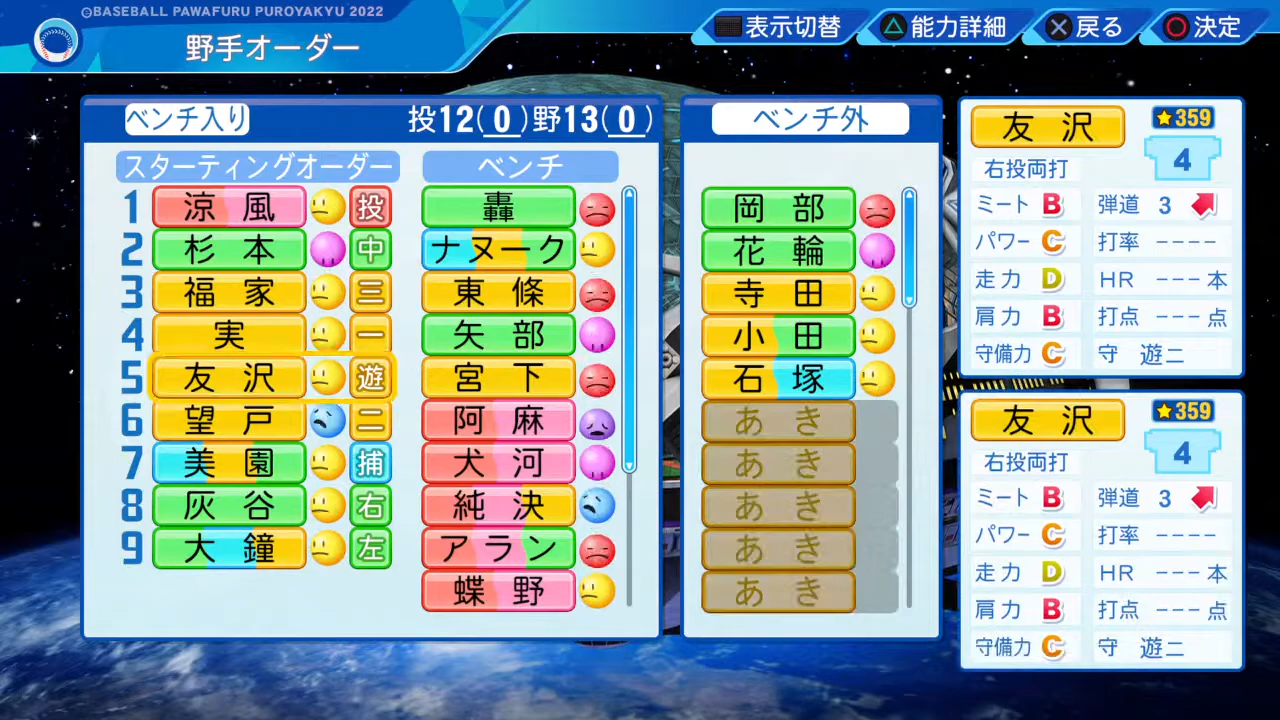 ©BASEBALL PAWAFURU PUROYAKYU 2022
野手オーダー
表示切替 能力詳細 戻る 決定
ベンチ入り 投12(0)野13(0)
ベンチ外
スターティングオーダー ベンチ
1 涼風 投
2 杉本 中
3 福家 三
4 実 一
5 友沢 遊
6 望戸 二
7 美園 捕
8 灰谷 右
9 大鐘 左
轟
ナヌーク
東條
矢部
宮下
阿麻
犬河
純決
アラン
蝶野
岡部
花輪
寺田
小田
石塚
あき
あき
あき
あき
あき
友沢 ★359
右投両打 4
ミート B 弾道 3
パワー C 打率 ----
走力 D HR ---本
肩力 B 打点 ---点
守備力 C 守 遊二
友沢 ★359
右投両打 4
ミート B 弾道 3
パワー C 打率 ----
走力 D HR ---本
肩力 B 打点 ---点
守備力 C 守 遊二